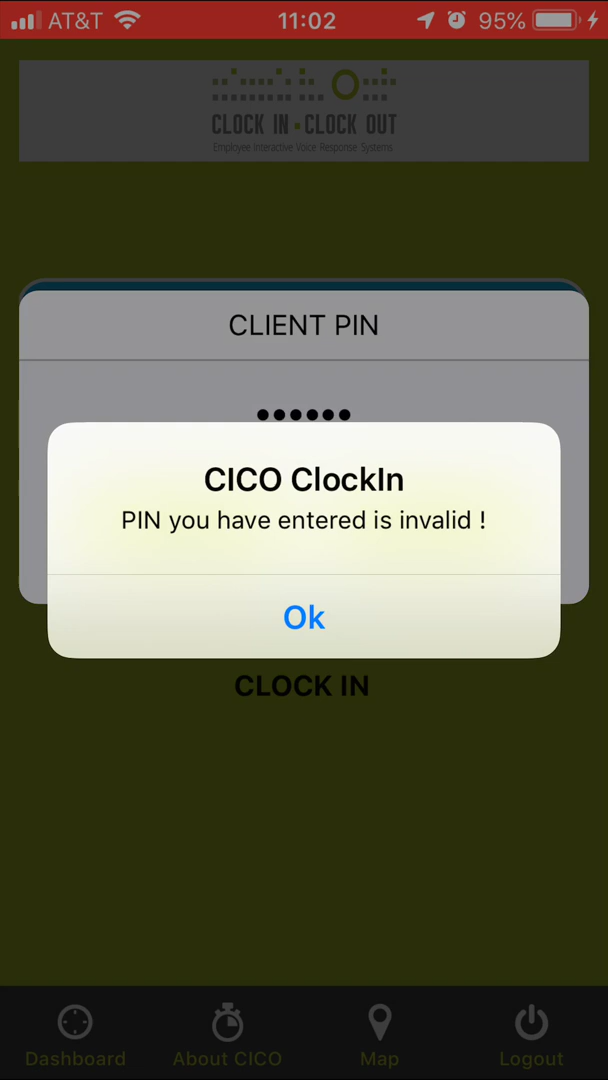 AT&T 11:02 95%
CLOCK IN CLOCK OUT
Employee Interactive Voice Response Systems
CLIENT PIN
CICO ClockIn
PIN you have entered is invalid !
Ok
CLOCK IN
Dashboard About CICO Map Logout